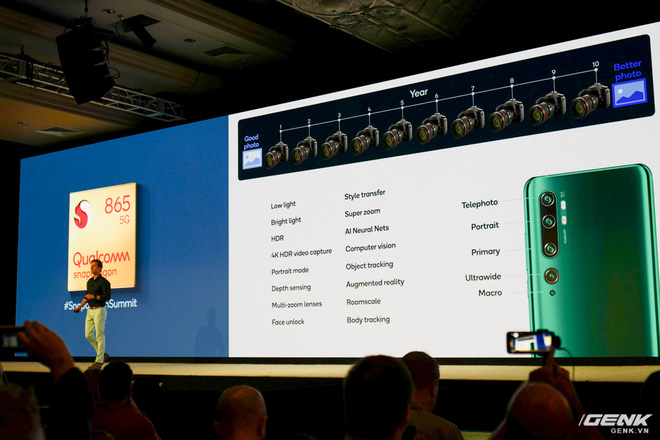 865
5G
Qualcomm
snapdragon
Year
Good
photo
1 2 3 4 5 6 7 8 9 10
Better
photo
Low light
Bright light
HDR
4K HDR video capture
Portrait mode
Depth sensing
Multi-zoom lenses
Face unlock
Style transfer
Super zoom
AI Neural Nets
Computer vision
Object tracking
Augmented reality
Roomscale
Body tracking
Telephoto
Portrait
Primary
Ultrawide
Macro
GENK
GENK.VN